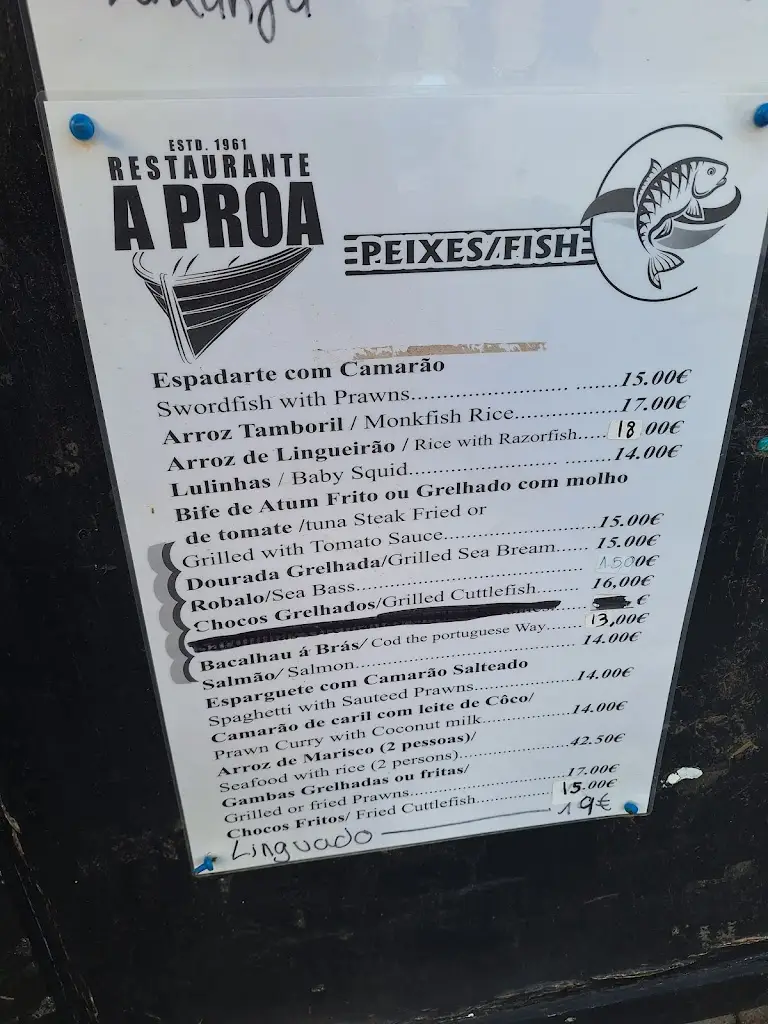 ESTD. 1961
RESTAURANTE
A PROA
PEIXES/FISH
Espadarte com Camarão
Swordfish with Prawns.......................... .......15.00€
Arroz Tamboril / Monkfish Rice.....................17.00€
Arroz de Lingueirão / Rice with Razorfish.....18,00€
Lulinhas / Baby Squid.......................... ..........14.00€
Bife de Atum Frito ou Grelhado com molho
de tomate /tuna Steak Fried or
Grilled with Tomato Sauce...........................15.00€
Dourada Grelhada/Grilled Sea Bream......15.00€
Robalo/Sea Bass.......................................15.00€
Chocos Grelhados/Grilled Cuttlefish..........16,00€
€
Bacalhau á Brás/ Cod the portuguese Way.......13,00€
Salmão/ Salmon.......................................14.00€
Esparguete com Camarão Salteado
Spaghetti with Sauteed Prawns.................14.00€
Camarão de caril com leite de Côco/
Prawn Curry with Coconut milk................14.00€
Arroz de Marisco (2 pessoas)/
Seafood with rice (2 persons)...................42.50€
Gambas Grelhadas ou fritas/
Grilled or fried Prawns............................17.00€
Chocos Fritos/ Fried Cuttlefish.................15.00€
Linguado 19€